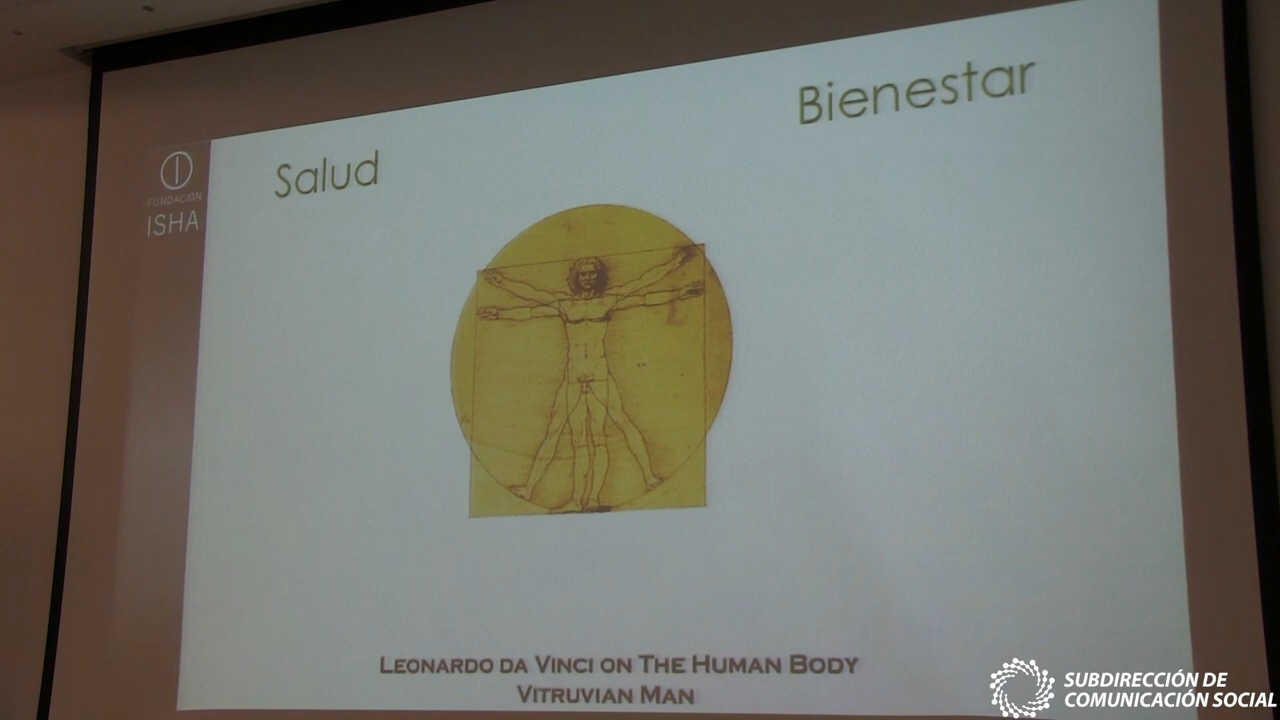 Bienestar
Salud
FUNDACIÓN
ISHA
LEONARDO DA VINCI ON THE HUMAN BODY
VITRUVIAN MAN
SUBDIRECCIÓN DE
COMUNICACIÓN SOCIAL